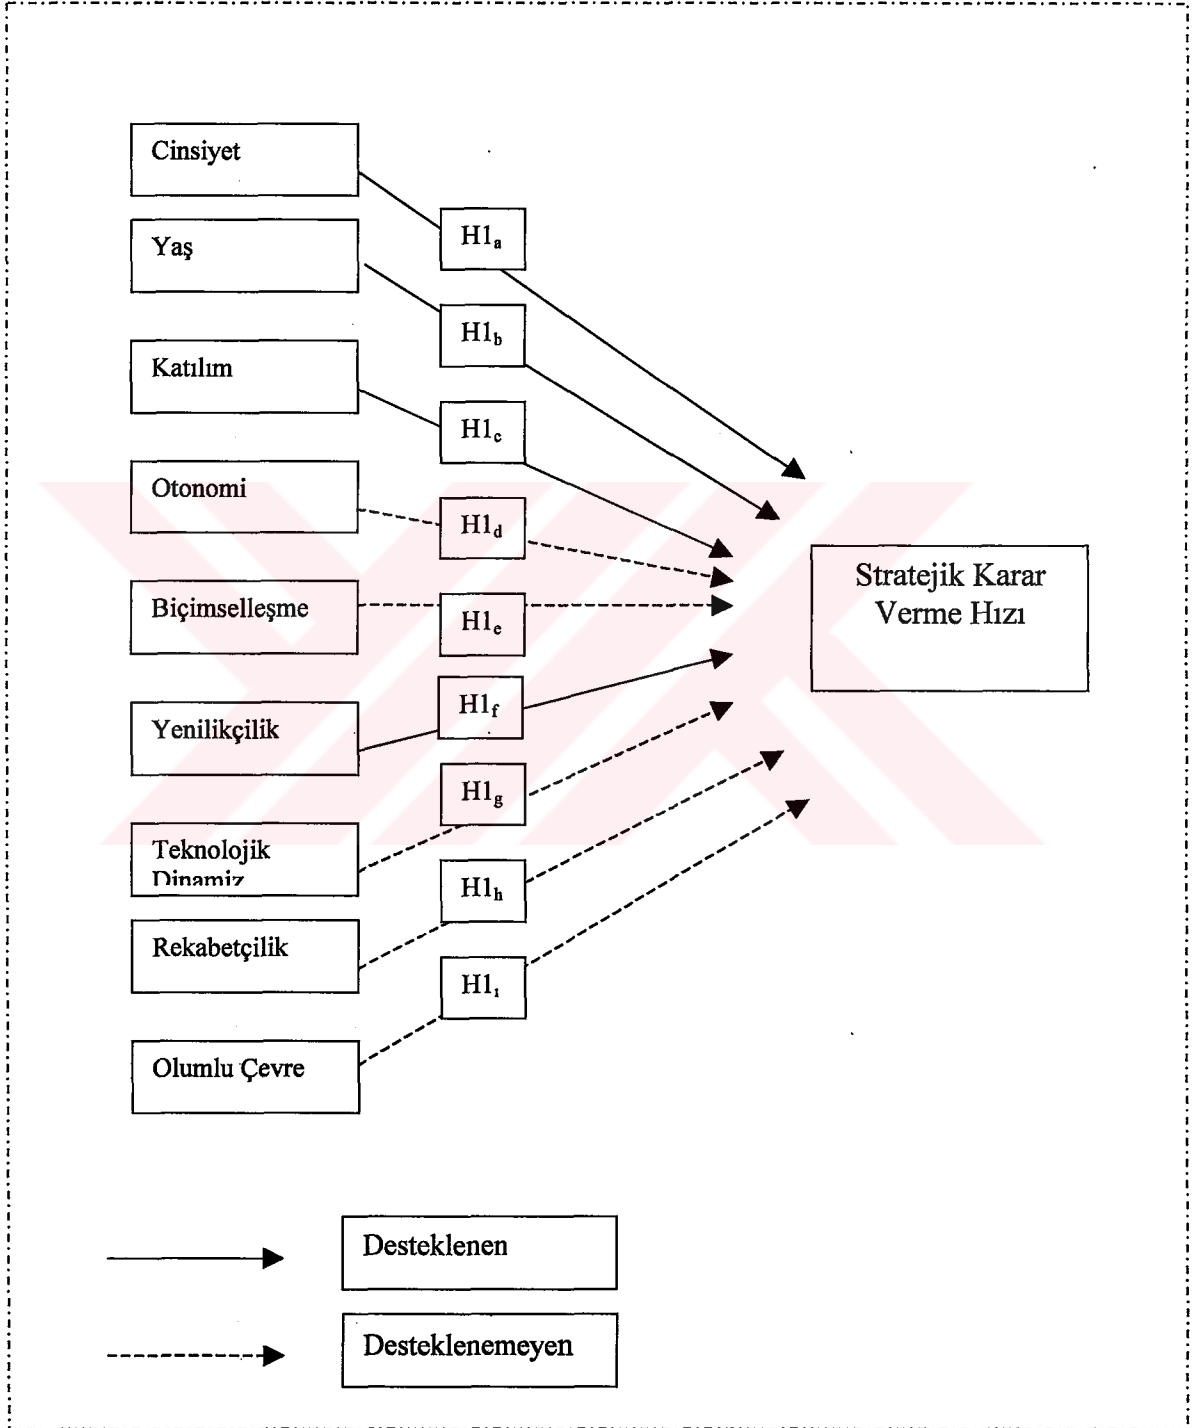 Cinsiyet
H1a
Yaş
H1b
Katılım
H1c
Otonomi
H1d
Stratejik Karar
Verme Hızı
Biçimselleşme
H1e
Yenilikçilik
H1f
H1g
Teknolojik
Dinamiz
H1h
Rekabetçilik
H1ı
Olumlu Çevre
Desteklenen
Desteklenemeyen